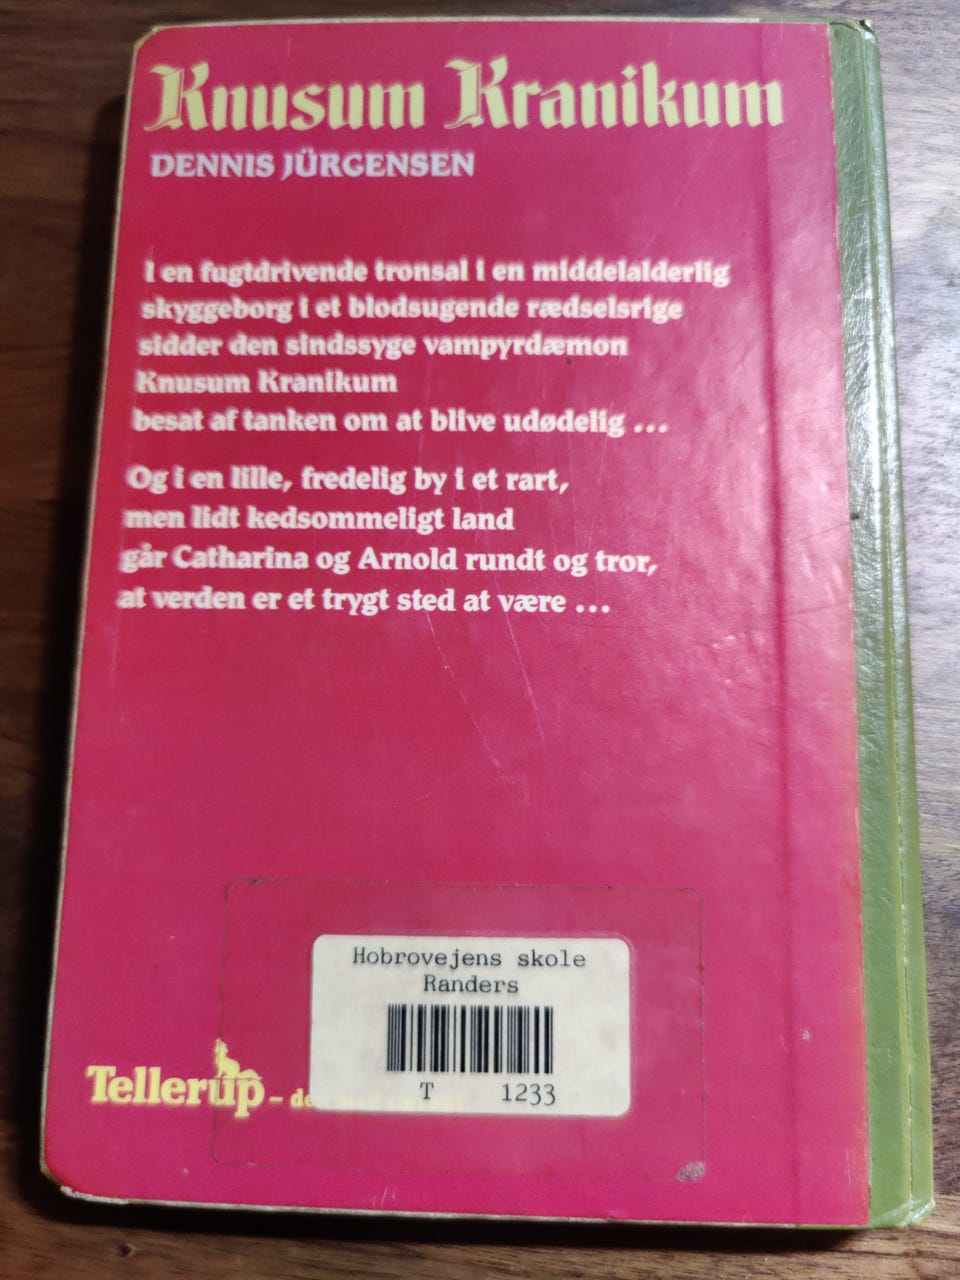 Knusum Kranikum
DENNIS JÜRGENSEN
I en fugtdrivende tronsal i en middelalderlig
skyggeborg i et blodsugende rædselsrige
sidder den sindssyge vampyrdæmon
Knusum Kranikum
besat af tanken om at blive udødelig ...
Og i en lille, fredelig by i et rart,
men lidt kedsommeligt land
går Catharina og Arnold rundt og tror,
at verden er et trygt sted at være ...
Hobrovejens skole
Randers
T 1233
Tellerup -